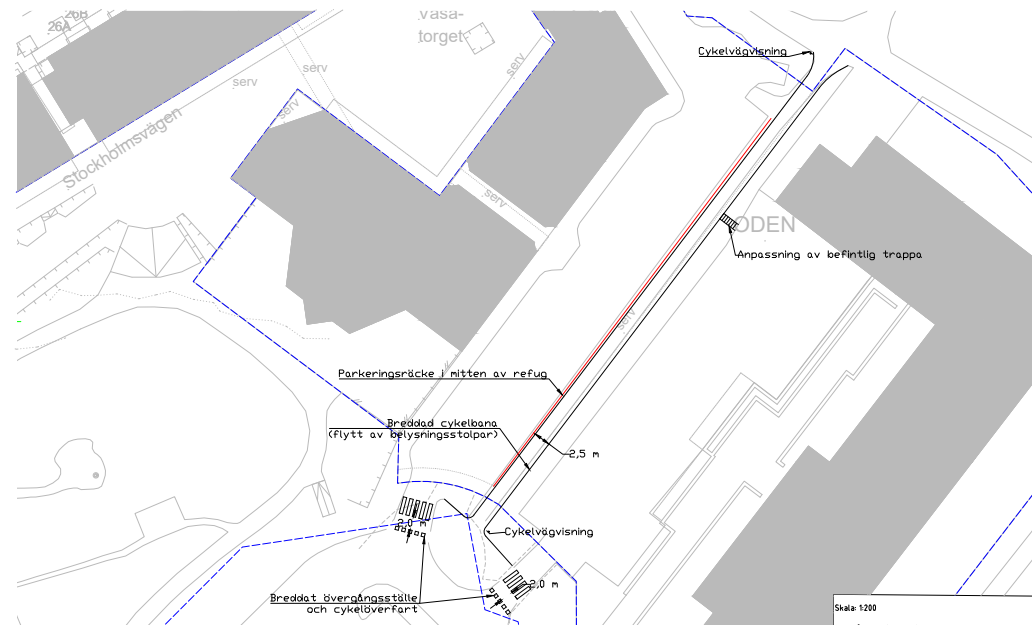 26B
26A
Vasa-
torget
serv
serv
serv
serv
Stockholmsvägen
serv
Cykelvägvisning
ODEN
Anpassning av befintlig trappa
serv
Parkeringsräcke i mitten av refug
Breddad cykelbana
(flytt av belysningsstolpar)
2,5 m
2,0 m
Cykelvägvisning
2,0 m
Breddat övergångsställe
och cykelöverfart
Skala: 1:200